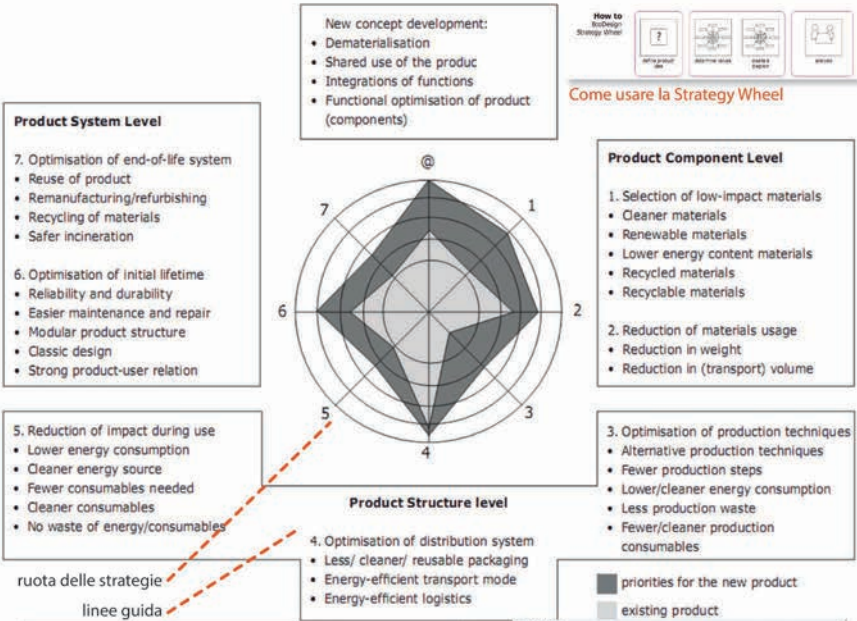 New concept development:
• Dematerialisation
• Shared use of the produc
• Integrations of functions
• Functional optimisation of product
(components)
How to
EcoDesign
Strategy Wheel
?
Come usare la Strategy Wheel
Product System Level
7. Optimisation of end-of-life system
• Reuse of product
• Remanufacturing/refurbishing
• Recycling of materials
• Safer incineration
6. Optimisation of initial lifetime
• Reliability and durability
• Easier maintenance and repair
• Modular product structure
• Classic design
• Strong product-user relation
@
1
2
3
4
5
6
7
Product Component Level
1. Selection of low-impact materials
• Cleaner materials
• Renewable materials
• Lower energy content materials
• Recycled materials
• Recyclable materials
2. Reduction of materials usage
• Reduction in weight
• Reduction in (transport) volume
5. Reduction of impact during use
• Lower energy consumption
• Cleaner energy source
• Fewer consumables needed
• Cleaner consumables
• No waste of energy/consumables
3. Optimisation of production techniques
• Alternative production techniques
• Fewer production steps
• Lower/cleaner energy consumption
• Less production waste
• Fewer/cleaner production
consumables
Product Structure level
4. Optimisation of distribution system
• Less/ cleaner/ reusable packaging
• Energy-efficient transport mode
• Energy-efficient logistics
ruota delle strategie
linee guida
priorities for the new product
existing product